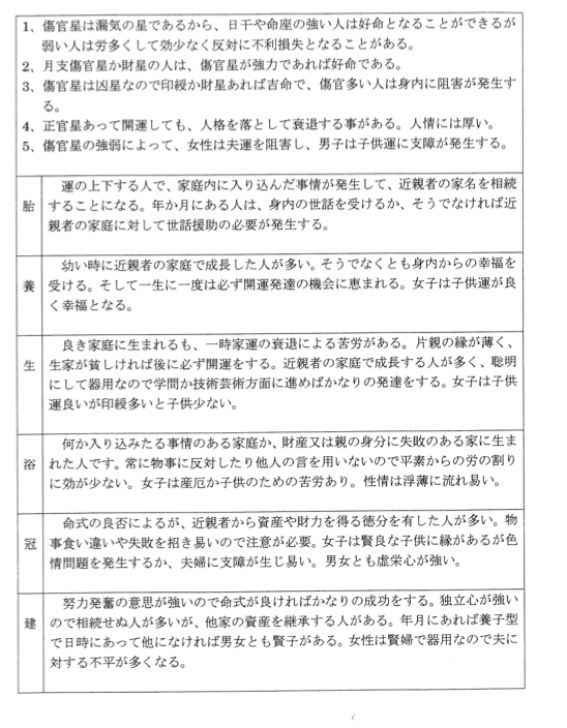 1、傷官星は漏気の星であるから、日干や命座の強い人は好命となることができるが
弱い人は労多くして効少なく反対に不利損失となることがある。
2、月支傷官星か財星の人は、傷官星が強力であれば好命である。
3、傷官星は凶星なので印綬か財星あれば吉命で、傷官多い人は身内に阻害が発生す
る。
4、正官星あって開運しても、人格を落として衰退する事がある。人情には厚い。
5、傷官星の強弱によって、女性は夫運を阻害し、男子は子供運に支障が発生する。
胎
運の上下する人で、家庭内に入り込んだ事情が発生して、近親者の家名を相続
することになる。年か月にある人は、身内の世話を受けるか、そうでなければ近
親者の家庭に対して世話援助の必要が発生する。
養
幼い時に近親者の家庭で成長した人が多い。そうでなくとも身内からの幸福を
受ける。そして一生に一度は必ず開運発達の機会に恵まれる。女子は子供運が良
く幸福となる。
生
良き家庭に生まれるも、一時家運の衰退による苦労がある。片親の縁が薄く、
生家が貧しければ後に必ず開運をする。近親者の家庭で成長する人が多く、聡明
にして器用なので学問か技術芸術方面に進めばかなりの発達をする。女子は子供
運良いが印綬多いと子供少ない。
浴
何か入り込みたる事情のある家庭か、財産又は親の身分に失敗のある家に生ま
れた人です。常に物事に反対したり他人の言を用いないので平素からの労の割り
に効が少ない。女子は産厄か子供のための苦労あり。性情は浮薄に流れ易い。
冠
命式の良否によるが、近親者から資産や財力を得る徳分を有した人が多い。物
事食い違いや失敗を招き易いので注意が必要。女子は賢良な子供に縁があるが色
情問題を発生するか、夫婦に支障が生じ易い。男女とも虚栄心が強い。
建
努力発奮の意思が強いので命式が良ければかなりの成功をする。独立心が強い
ので相続せぬ人が多いが、他家の資産を継承する人がある。年月にあれば養子型
で日時にあって他になければ男女とも賢子がある。女性は賢婦で器用なので夫に
対する不平が多くなる。